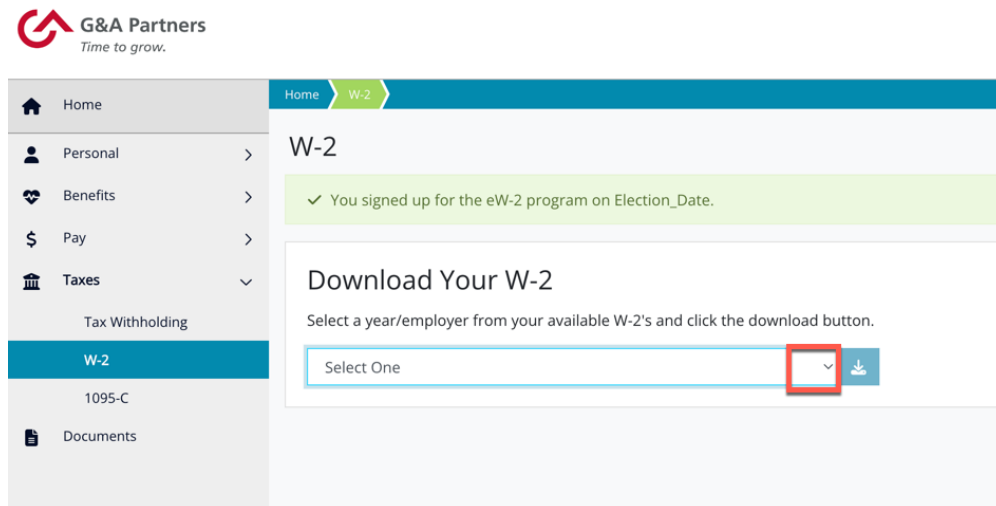 G&A Partners
Time to grow.
Home
Personal
Benefits
Pay
Taxes
Tax Withholding
W-2
1095-C
Documents
Home W-2
W-2
You signed up for the eW-2 program on Election_Date.
Download Your W-2
Select a year/employer from your available W-2's and click the download button.
Select One